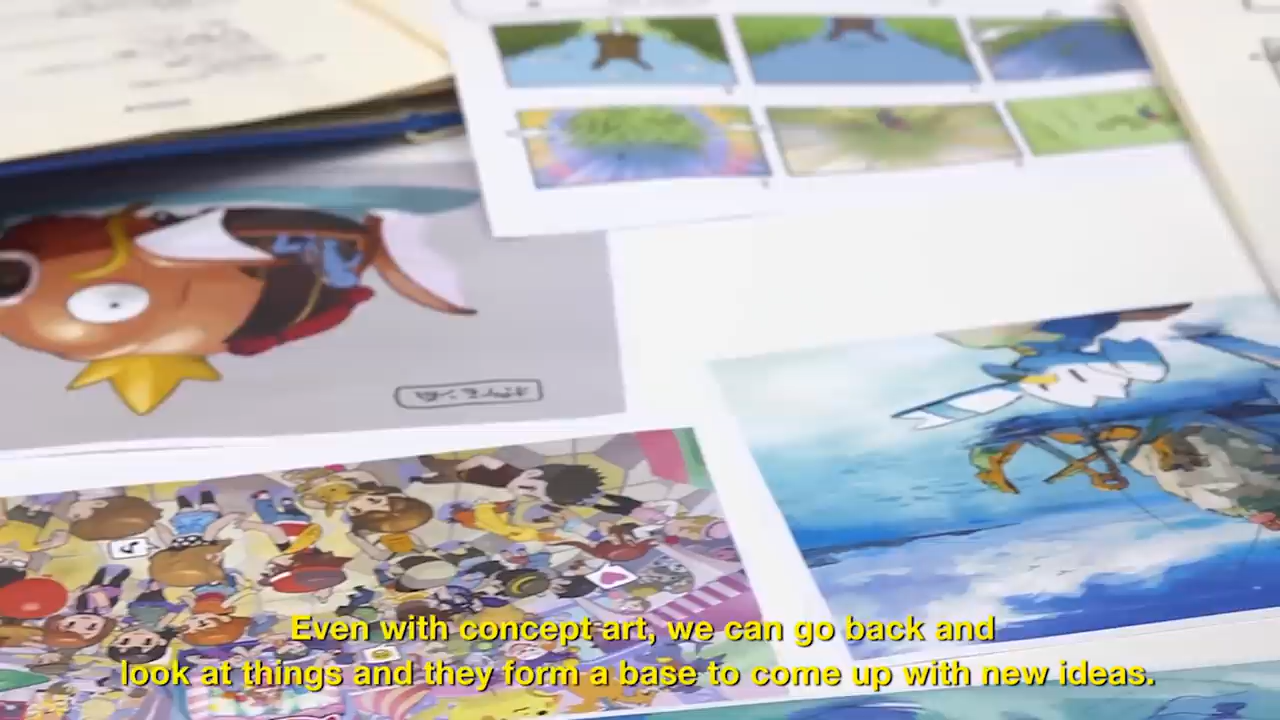 Even with concept art, we can go back and
look at things and they form a base to come up with new ideas.